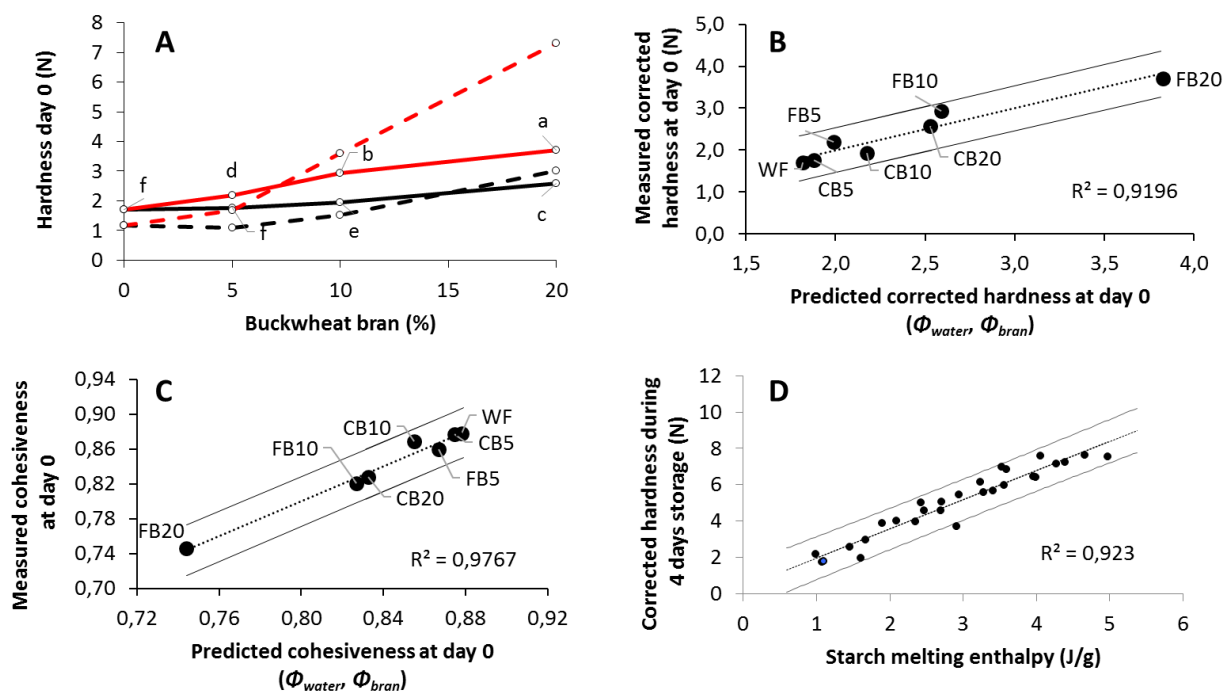 A
Hardness day 0 (N)
8
7
6
5
4
3
2
1
0
f
d
b
a
f
e
c
0
5
10
15
20
Buckwheat bran (%)
B
Measured corrected
hardness at day 0 (N)
5,0
4,0
3,0
2,0
1,0
0,0
FB20
FB10
FB5
CB20
WF
CB10
CB5
R² = 0,9196
1,5
2,0
2,5
3,0
3,5
4,0
Predicted corrected hardness at day 0
(Φwater, Φbran)
C
Measured cohesiveness
at day 0
0,94
0,90
0,86
0,82
0,78
0,74
0,70
WF
CB10
CB5
FB10
FB5
CB20
FB20
R² = 0,9767
0,72
0,76
0,80
0,84
0,88
0,92
Predicted cohesiveness at day 0
(Φwater, Φbran)
D
Corrected hardness during
4 days storage (N)
12
10
8
6
4
2
0
R² = 0,923
0
1
2
3
4
5
6
Starch melting enthalpy (J/g)